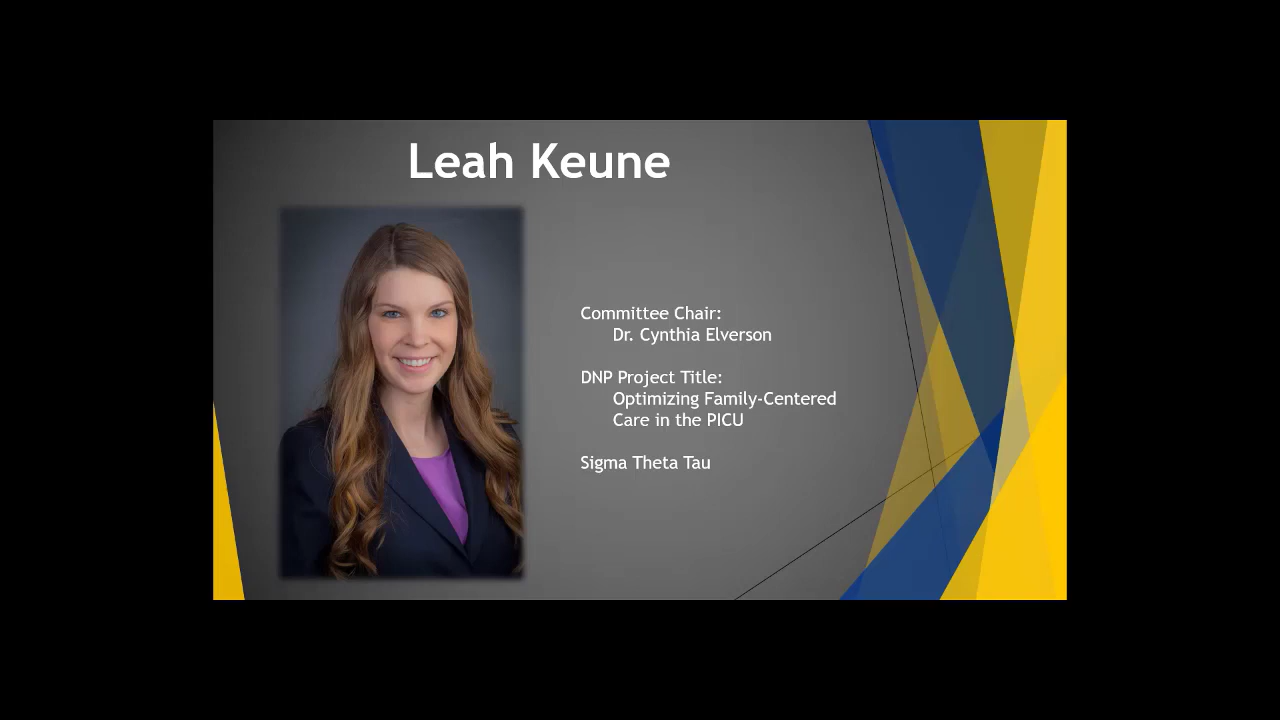 Leah Keune
Committee Chair:
Dr. Cynthia Elverson
DNP Project Title:
Optimizing Family-Centered
Care in the PICU
Sigma Theta Tau